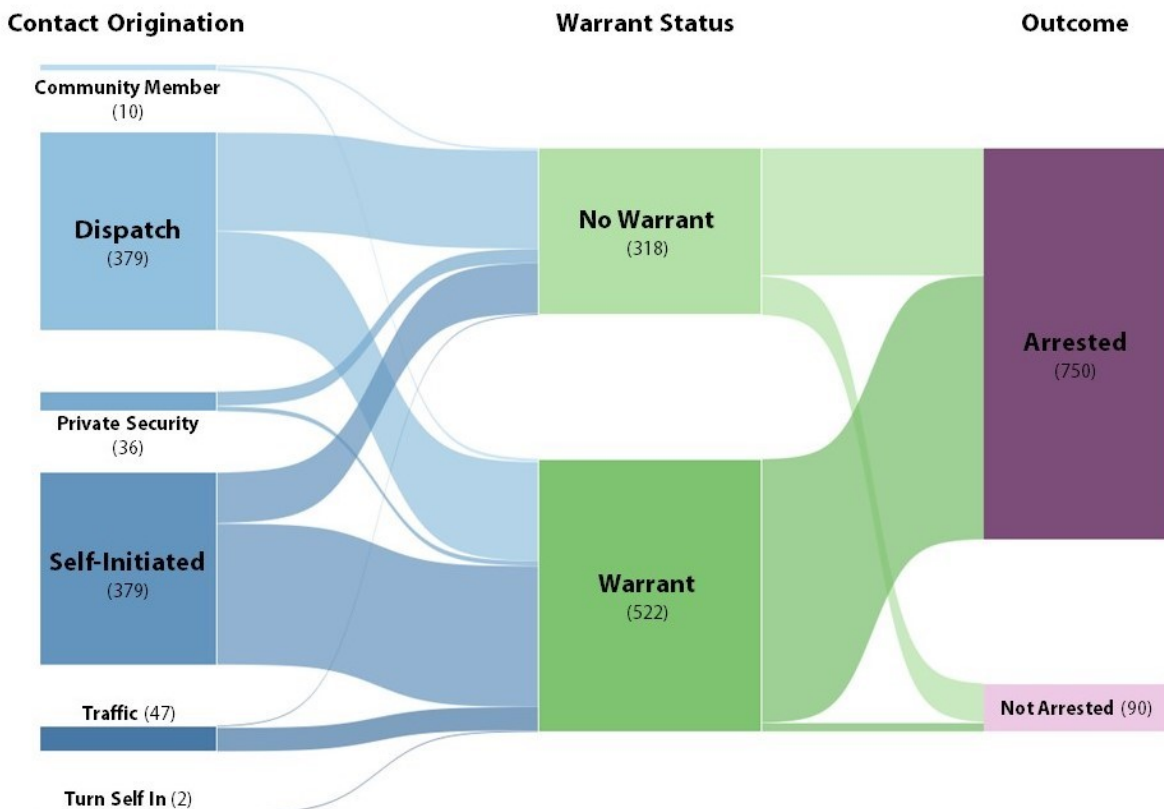 Contact Origination
Warrant Status
Outcome
Community Member
(10)
Dispatch
(379)
Private Security
(36)
Self-Initiated
(379)
Traffic (47)
Turn Self In (2)
No Warrant
(318)
Warrant
(522)
Arrested
(750)
Not Arrested (90)